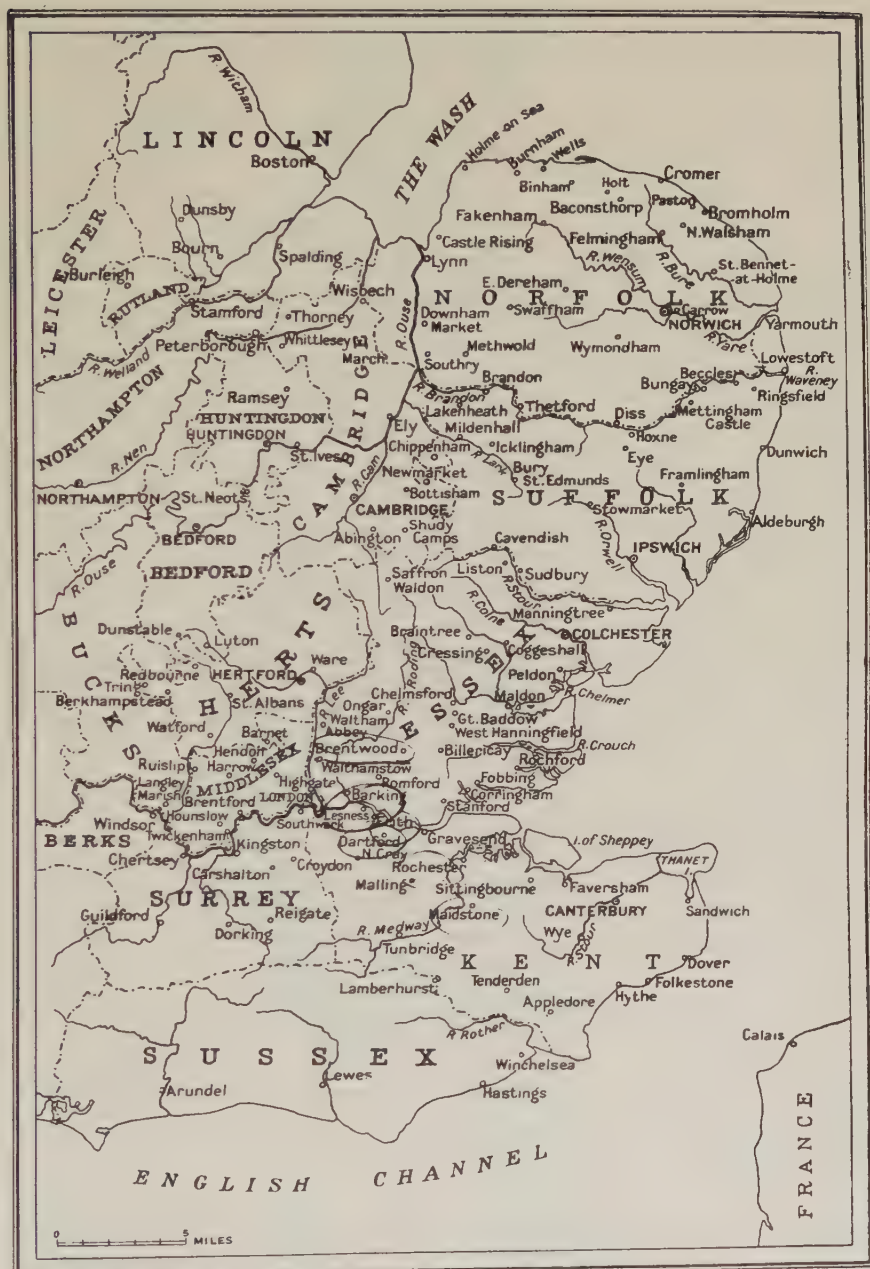 R. Witham
LINCOLN
Boston
THE WASH
Holme on Sea
Burnham
Wells
Cromer
Binham
Holt
Baconsthorp
Paston
Bromholm
Dunsby
Fakenham
Felmingham
N. Walsham
Bourn
Spalding
Castle Rising
Lynn
R. Wensum
R. Bure
St. Bennet-
at-Holme
LEICESTER
Burleigh
RUTLAND
Stamford
Wisbech
Thorney
E. Dereham
NORFOLK
Swaffham
Carrow
NORWICH
Yarmouth
Downham
Market
R. Ouse
Peterborough
Whittlesey
March
R. Welland
Southry
Methwold
Wymondham
R. Yare
Lowestoft
Beccles
R.
Waveney
Bungay
Ringsfield
Mettingham
Castle
NORTHAMPTON
Ramsey
HUNTINGDON
HUNTINGDON
St. Ives
CAMBRIDGE
Brandon
R. Brandon
Thetford
Lakenheath
Ely
Mildenhall
Diss
Hoxne
Chippenham
Icklingham
Eye
Dunwich
R. Nen
Newmarket
R. Lark
Bury
St. Edmunds
Framlingham
NORTHAMPTON
St. Neots
R. Cam
Bottisham
SUFFOLK
CAMBRIDGE
Stowmarket
Aldeburgh
BEDFORD
Abington
Shudy
Camps
Cavendish
R. Orwell
IPSWICH
R. Ouse
BEDFORD
Saffron
Waldon
Liston
Sudbury
R. Stour
R. Colne
Manningtree
BUCKS
Dunstable
Luton
HERTS
Braintree
Cressing
COLCHESTER
Coggeshall
Redbourne
HERTFORD
Ware
R. Roding
ESSEX
Peldon
Tring
Berkhampstead
St. Albans
R. Lee
Chelmsford
Maldon
R. Chelmer
Ongar
Waltham
Abbey
Gt. Baddow
West Hanningfield
Watford
Barnet
Hendon
Brentwood
Billericay
R. Crouch
Rochford
Ruislip
Harrow
MIDDLESEX
Walthamstow
Highgate
Romford
Fobbing
Corringham
Langley
Marish
Brentford
LONDON
Barking
Stanford
Windsor
Hounslow
Southwark
Lesness
Erith
BERKS
Twickenham
Kingston
Dartford
Gravesend
I. of Sheppey
THANET
I.
Chertsey
Croydon
N. Cray
Rochester
Carshalton
Malling
Sittingbourne
Faversham
SURREY
Guildford
Reigate
Maidstone
CANTERBURY
Sandwich
Dorking
R. Medway
Tunbridge
Wye
KENT
Dover
Lamberhurst
Tenderden
Folkestone
Hythe
Appledore
R. Rother
Calais
SUSSEX
Winchelsea
Lewes
Arundel
Hastings
ENGLISH CHANNEL
FRANCE
0 5
MILES